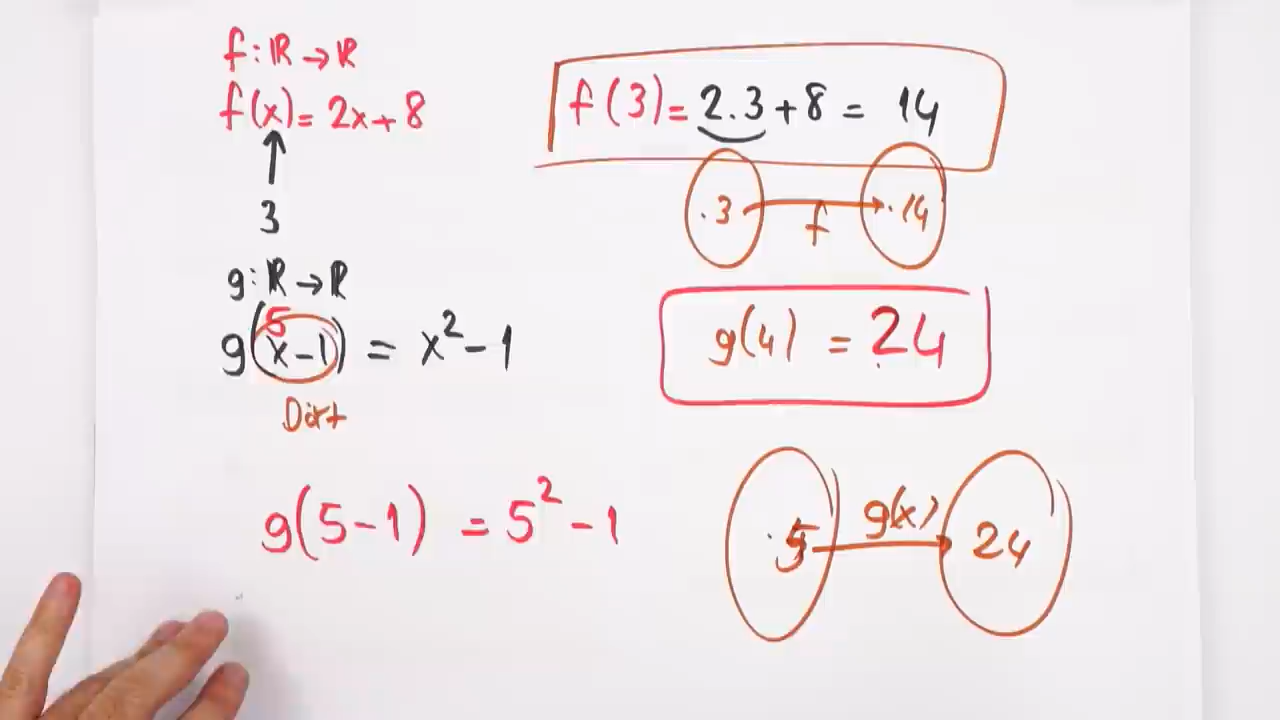 f: ℝ → ℝ
f(x) = 2x + 8
3
g: ℝ → ℝ
5
g(x-1) = x² - 1
Dört
g(5-1) = 5² - 1
f(3) = 2.3 + 8 = 14
.3 f .14
g(4) = 24
g(x) 24